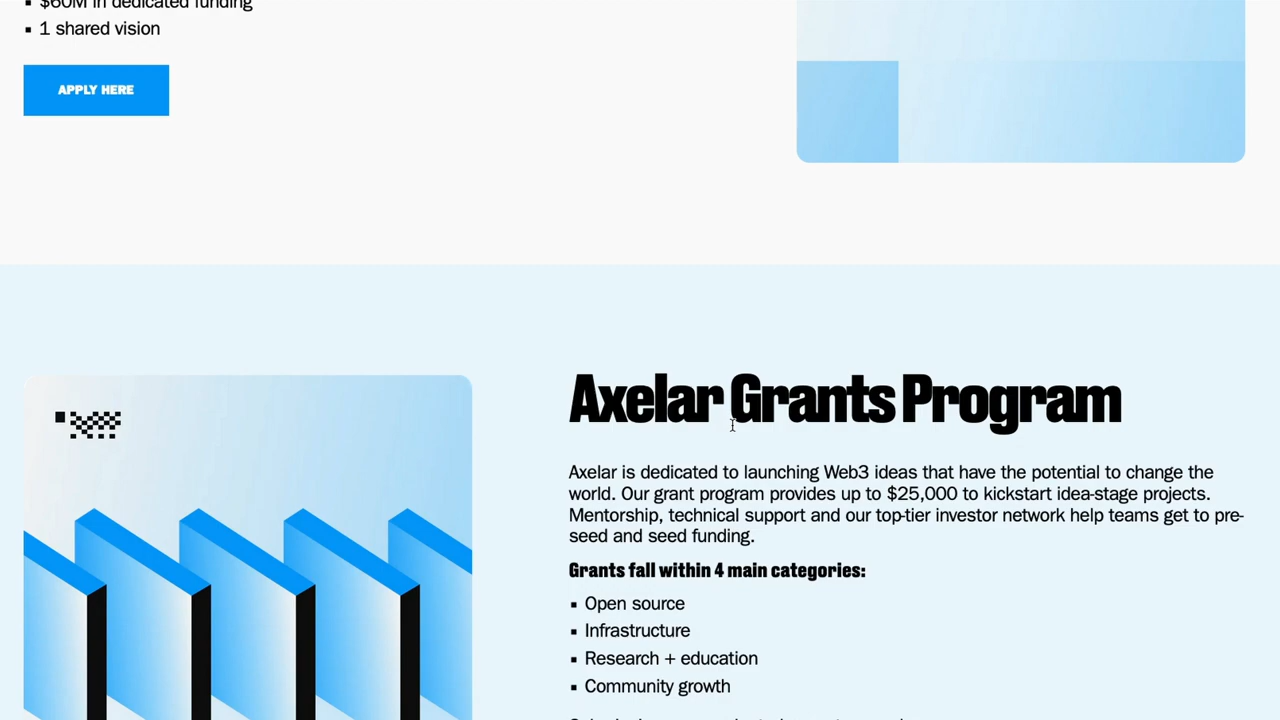 ▪ $60M in dedicated funding
▪ 1 shared vision
APPLY HERE
Axelar Grants Program
Axelar is dedicated to launching Web3 ideas that have the potential to change the
world. Our grant program provides up to $25,000 to kickstart idea-stage projects.
Mentorship, technical support and our top-tier investor network help teams get to pre-
seed and seed funding.
Grants fall within 4 main categories:
▪ Open source
▪ Infrastructure
▪ Research + education
▪ Community growth